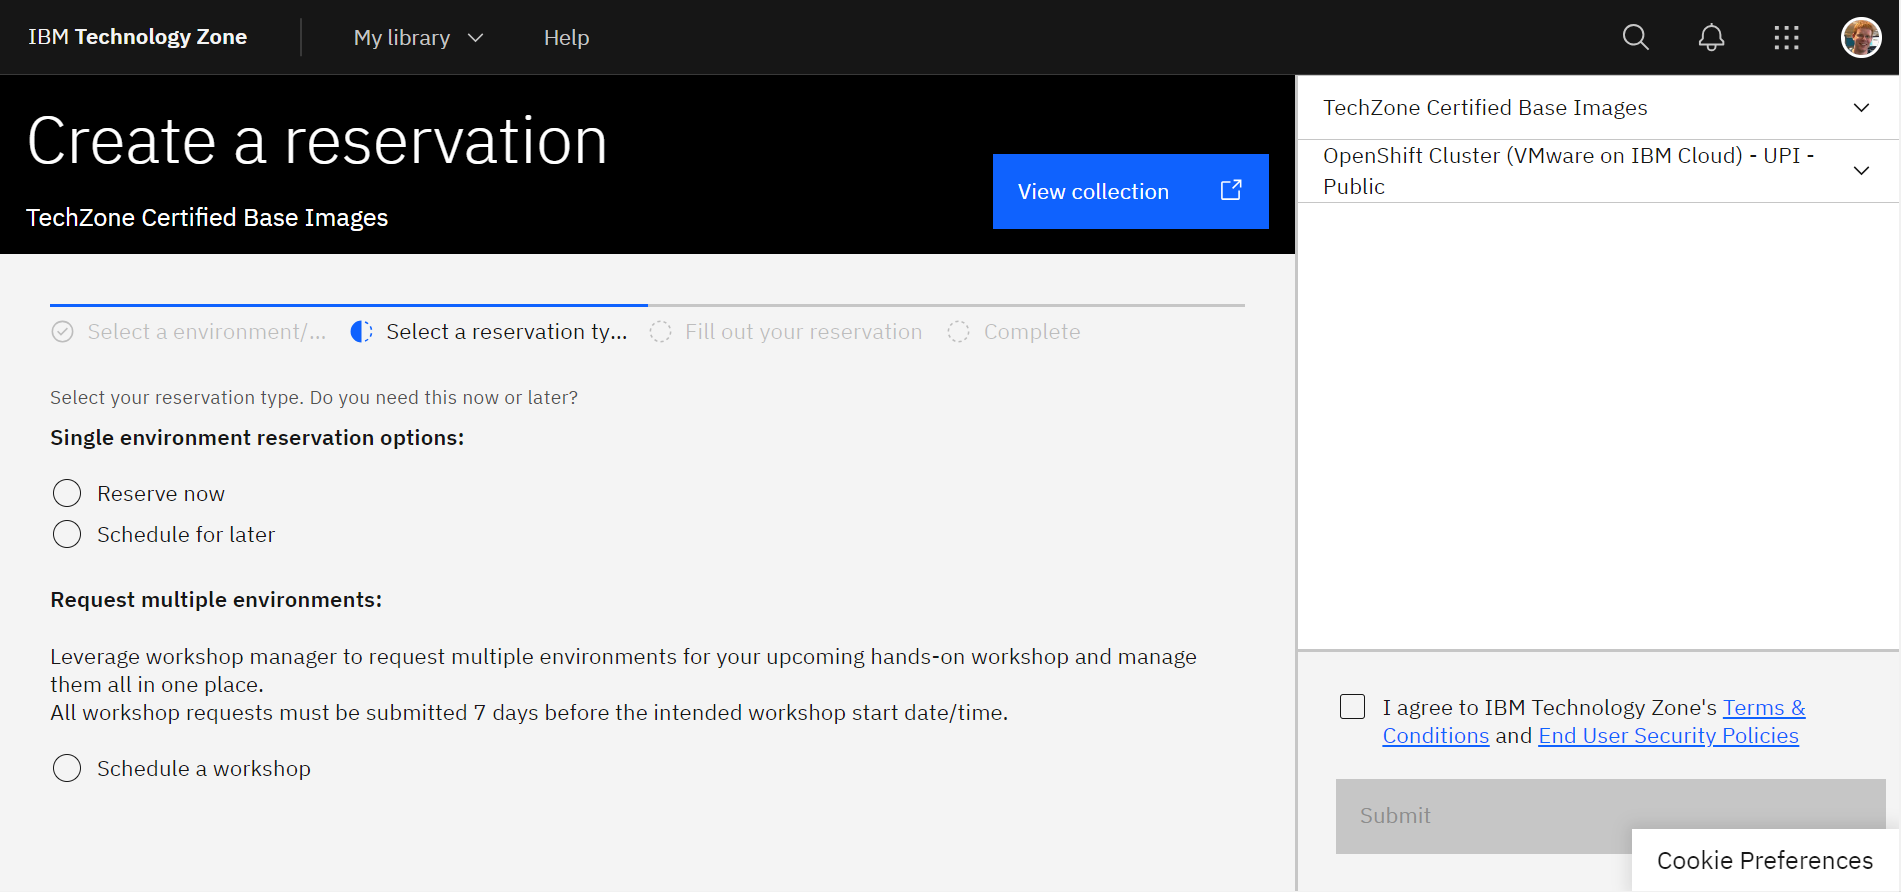 IBM Technology Zone
My library
Help
Create a reservation
TechZone Certified Base Images
View collection
Select a environment/...
Select a reservation ty...
Fill out your reservation
Complete
Select your reservation type. Do you need this now or later?
Single environment reservation options:
Reserve now
Schedule for later
Request multiple environments:
Leverage workshop manager to request multiple environments for your upcoming hands-on workshop and manage
them all in one place.
All workshop requests must be submitted 7 days before the intended workshop start date/time.
Schedule a workshop
TechZone Certified Base Images
OpenShift Cluster (VMware on IBM Cloud) - UPI -
Public
I agree to IBM Technology Zone's Terms &
Conditions and End User Security Policies
Submit
Cookie Preferences